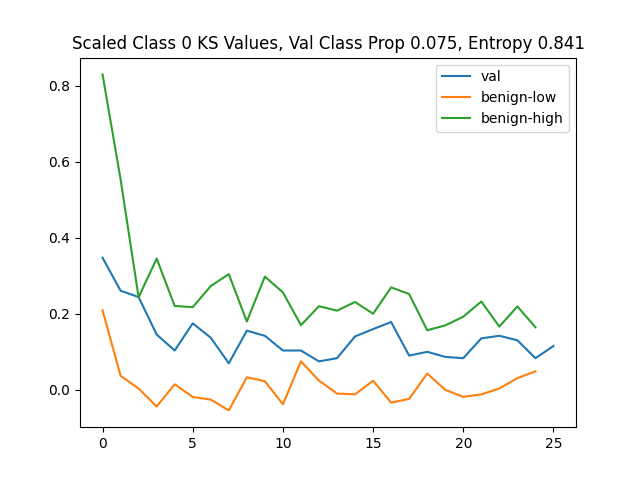 Scaled Class 0 KS Values, Val Class Prop 0.075, Entropy 0.841
val
benign-low
benign-high
0.8
0.6
0.4
0.2
0.0
0 5 10 15 20 25